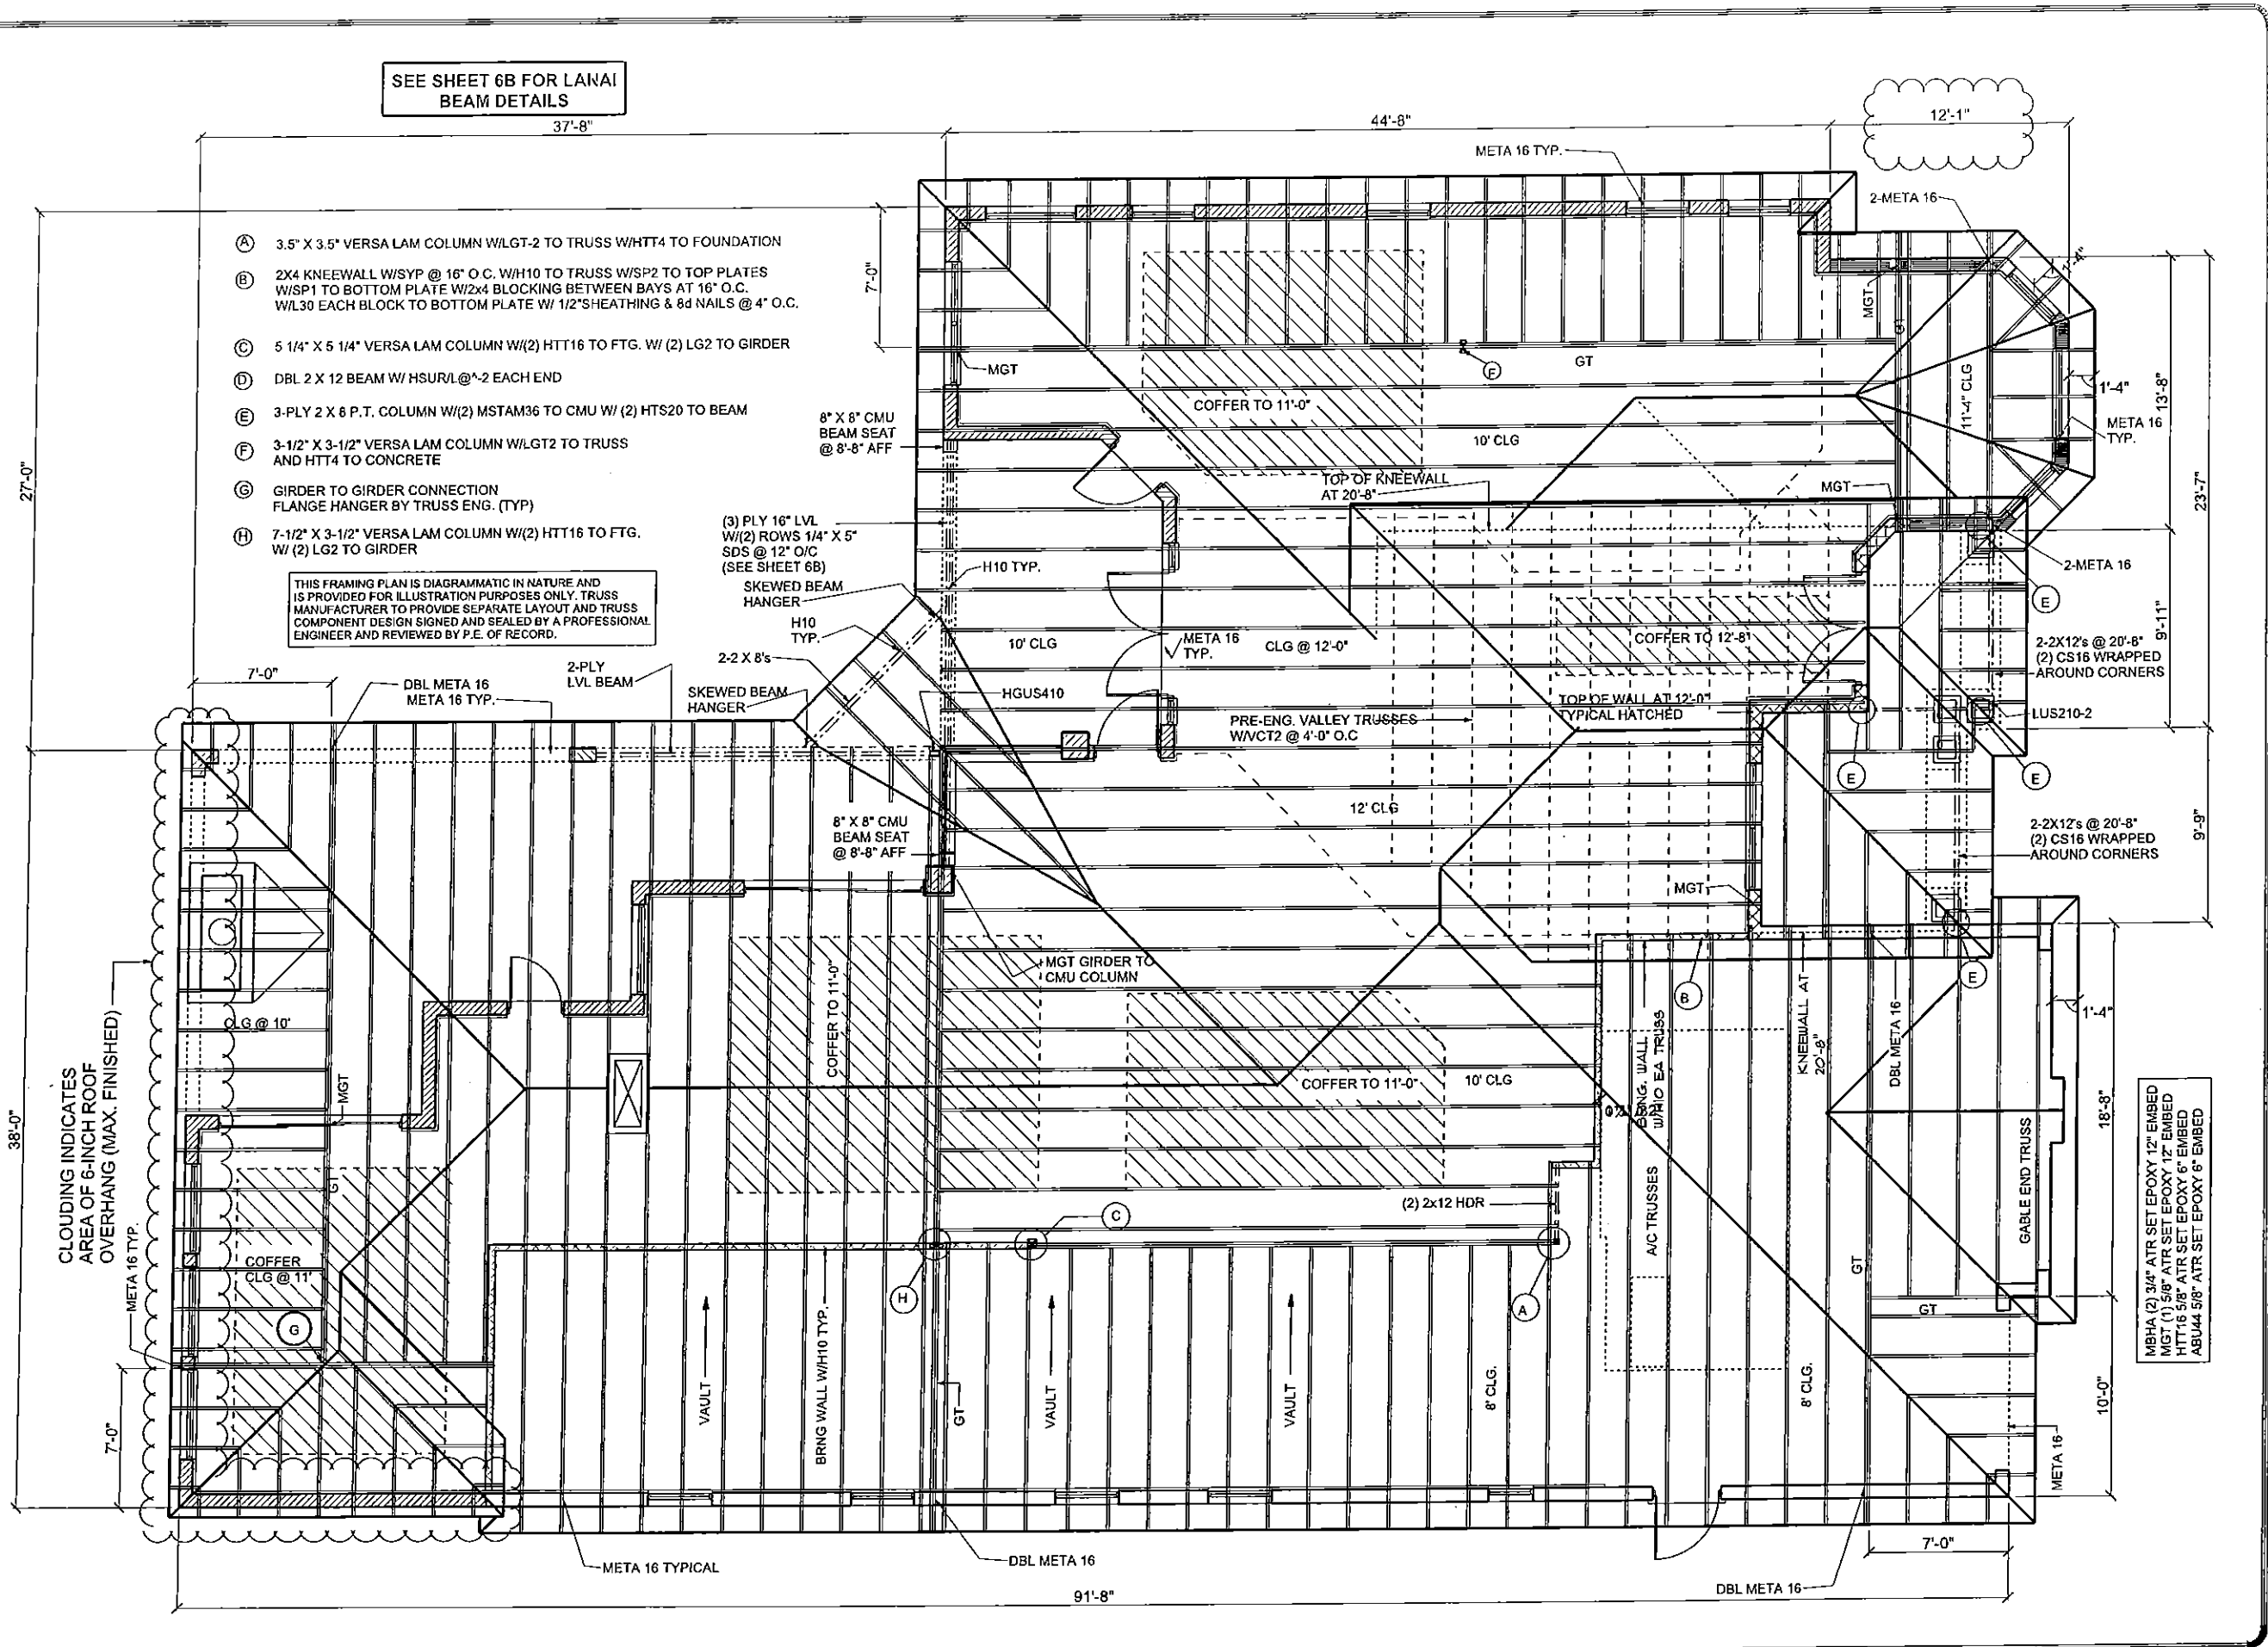 SEE SHEET 6B FOR LANAI
BEAM DETAILS
37'-8"
44'-8"
12'-1"
META 16 TYP.
2-META 16
1'-4"
27'-0"
7'-0"
A 3.5" X 3.5" VERSA LAM COLUMN W/LGT-2 TO TRUSS W/HTT4 TO FOUNDATION
B 2X4 KNEEWALL W/SYP @ 16" O.C. W/H10 TO TRUSS W/SP2 TO TOP PLATES
W/SP1 TO BOTTOM PLATE W/2x4 BLOCKING BETWEEN BAYS AT 16" O.C.
W/L30 EACH BLOCK TO BOTTOM PLATE W/ 1/2"SHEATHING & 8d NAILS @ 4" O.C.
C 5 1/4" X 5 1/4" VERSA LAM COLUMN W/(2) HTT16 TO FTG. W/ (2) LG2 TO GIRDER
D DBL 2 X 12 BEAM W/ HSUR/L@^-2 EACH END
E 3-PLY 2 X 8 P.T. COLUMN W/(2) MSTAM36 TO CMU W/ (2) HTS20 TO BEAM
F 3-1/2" X 3-1/2" VERSA LAM COLUMN W/LGT2 TO TRUSS
AND HTT4 TO CONCRETE
G GIRDER TO GIRDER CONNECTION
FLANGE HANGER BY TRUSS ENG. (TYP)
H 7-1/2" X 3-1/2" VERSA LAM COLUMN W/(2) HTT16 TO FTG.
W/ (2) LG2 TO GIRDER
THIS FRAMING PLAN IS DIAGRAMMATIC IN NATURE AND
IS PROVIDED FOR ILLUSTRATION PURPOSES ONLY. TRUSS
MANUFACTURER TO PROVIDE SEPARATE LAYOUT AND TRUSS
COMPONENT DESIGN SIGNED AND SEALED BY A PROFESSIONAL
ENGINEER AND REVIEWED BY P.E. OF RECORD.
MGT
MGT
F
GT
11'-4" CLG
13'-8"
23'-7"
1'-4"
META 16
TYP.
COFFER TO 11'-0"
10' CLG
8" X 8" CMU
BEAM SEAT
@ 8'-8" AFF
TOP OF KNEEWALL
AT 20'-8"
MGT
(3) PLY 16" LVL
W/(2) ROWS 1/4" X 5"
SDS @ 12" O/C
(SEE SHEET 6B)
H10 TYP.
SKEWED BEAM
HANGER
2-META 16
E
H10
TYP.
10' CLG
META 16
TYP.
CLG @ 12'-0"
COFFER TO 12'-8"
9'-11"
2-2X12's @ 20'-8"
(2) CS16 WRAPPED
AROUND CORNERS
7'-0"
DBL META 16
META 16 TYP.
2-PLY
LVL BEAM
2-2 X 8's
SKEWED BEAM
HANGER
HGUS410
PRE-ENG. VALLEY TRUSSES
W/VCT2 @ 4'-0" O.C
TOP OF WALL AT 12'-0"
TYPICAL HATCHED
LUS210-2
E
E
12' CLG
8" X 8" CMU
BEAM SEAT
@ 8'-8" AFF
2-2X12's @ 20'-8"
(2) CS16 WRAPPED
AROUND CORNERS
9'-9"
MGT
MGT GIRDER TO
CMU COLUMN
B
E
COFFER TO 11'-0"
CLG @ 10'
KNEEWALL AT
20'-8"
DBL META 16
1'-4"
BRNG. WALL
W/H10 EA TRUSS
COFFER TO 11'-0"
10' CLG
CLOUDING INDICATES
AREA OF 6-INCH ROOF
OVERHANG (MAX. FINISHED)
38'-0"
MGT
GT
META 16 TYP.
COFFER
CLG @ 11'
G
(2) 2x12 HDR
A/C TRUSSES
GABLE END TRUSS
18'-8"
C
H
A
GT
GT
MBHA (2) 3/4" ATR SET EPOXY 12" EMBED
MGT (1) 5/8" ATR SET EPOXY 12" EMBED
HTT16 5/8" ATR SET EPOXY 6" EMBED
ABU44 5/8" ATR SET EPOXY 6" EMBED
7'-0"
VAULT
BRNG WALL W/H10 TYP.
GT
VAULT
VAULT
8' CLG.
8' CLG.
10'-0"
META 16
META 16 TYPICAL
DBL META 16
7'-0"
DBL META 16
91'-8"